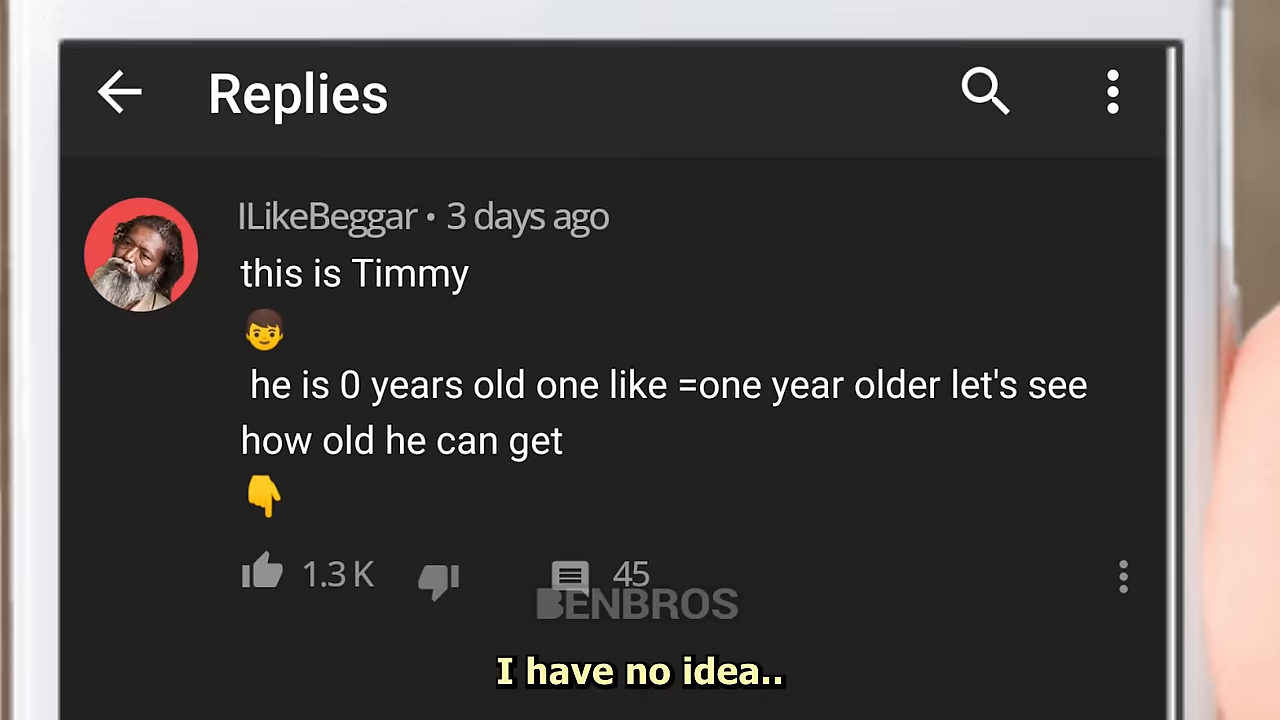 Replies
ILikeBeggar • 3 days ago
this is Timmy
👦
he is 0 years old one like =one year older let's see
how old he can get
👇
1.3 K 45
BENBROS
I have no idea..